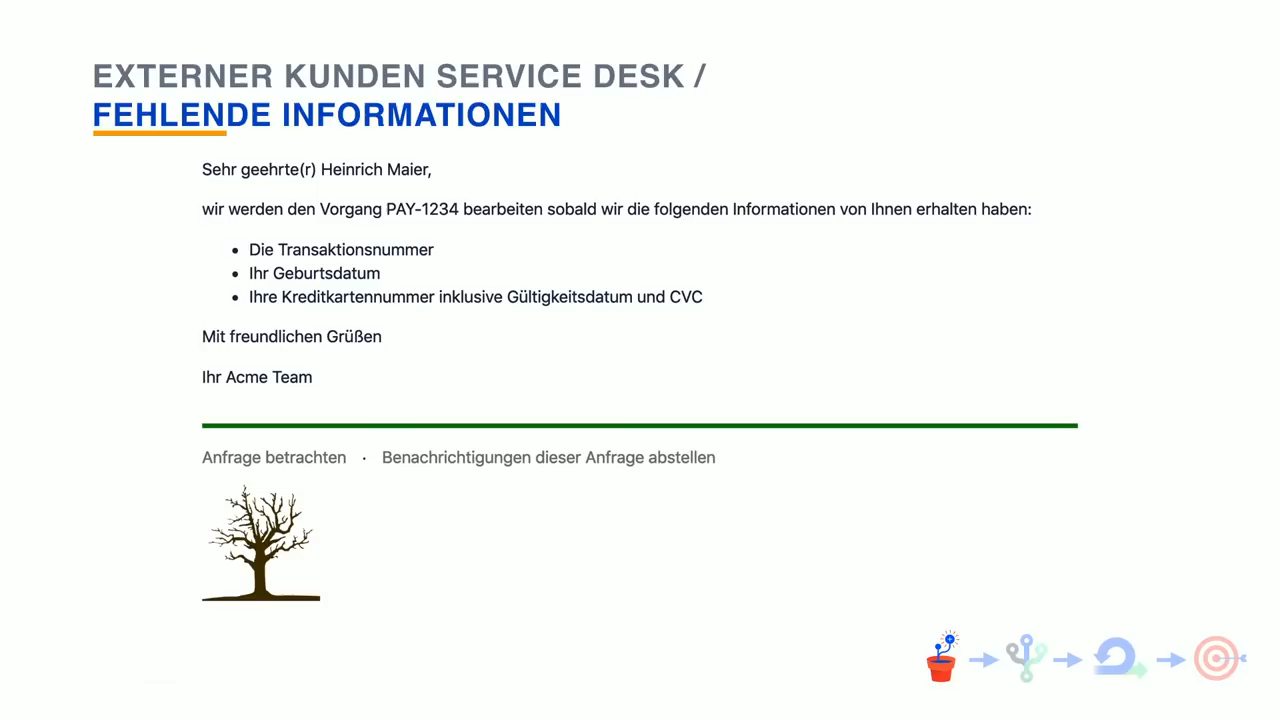 EXTERNER KUNDEN SERVICE DESK /
FEHLENDE INFORMATIONEN
Sehr geehrte(r) Heinrich Maier,
wir werden den Vorgang PAY-1234 bearbeiten sobald wir die folgenden Informationen von Ihnen erhalten haben:
• Die Transaktionsnummer
• Ihr Geburtsdatum
• Ihre Kreditkartennummer inklusive Gültigkeitsdatum und CVC
Mit freundlichen Grüßen
Ihr Acme Team
Anfrage betrachten · Benachrichtigungen dieser Anfrage abstellen